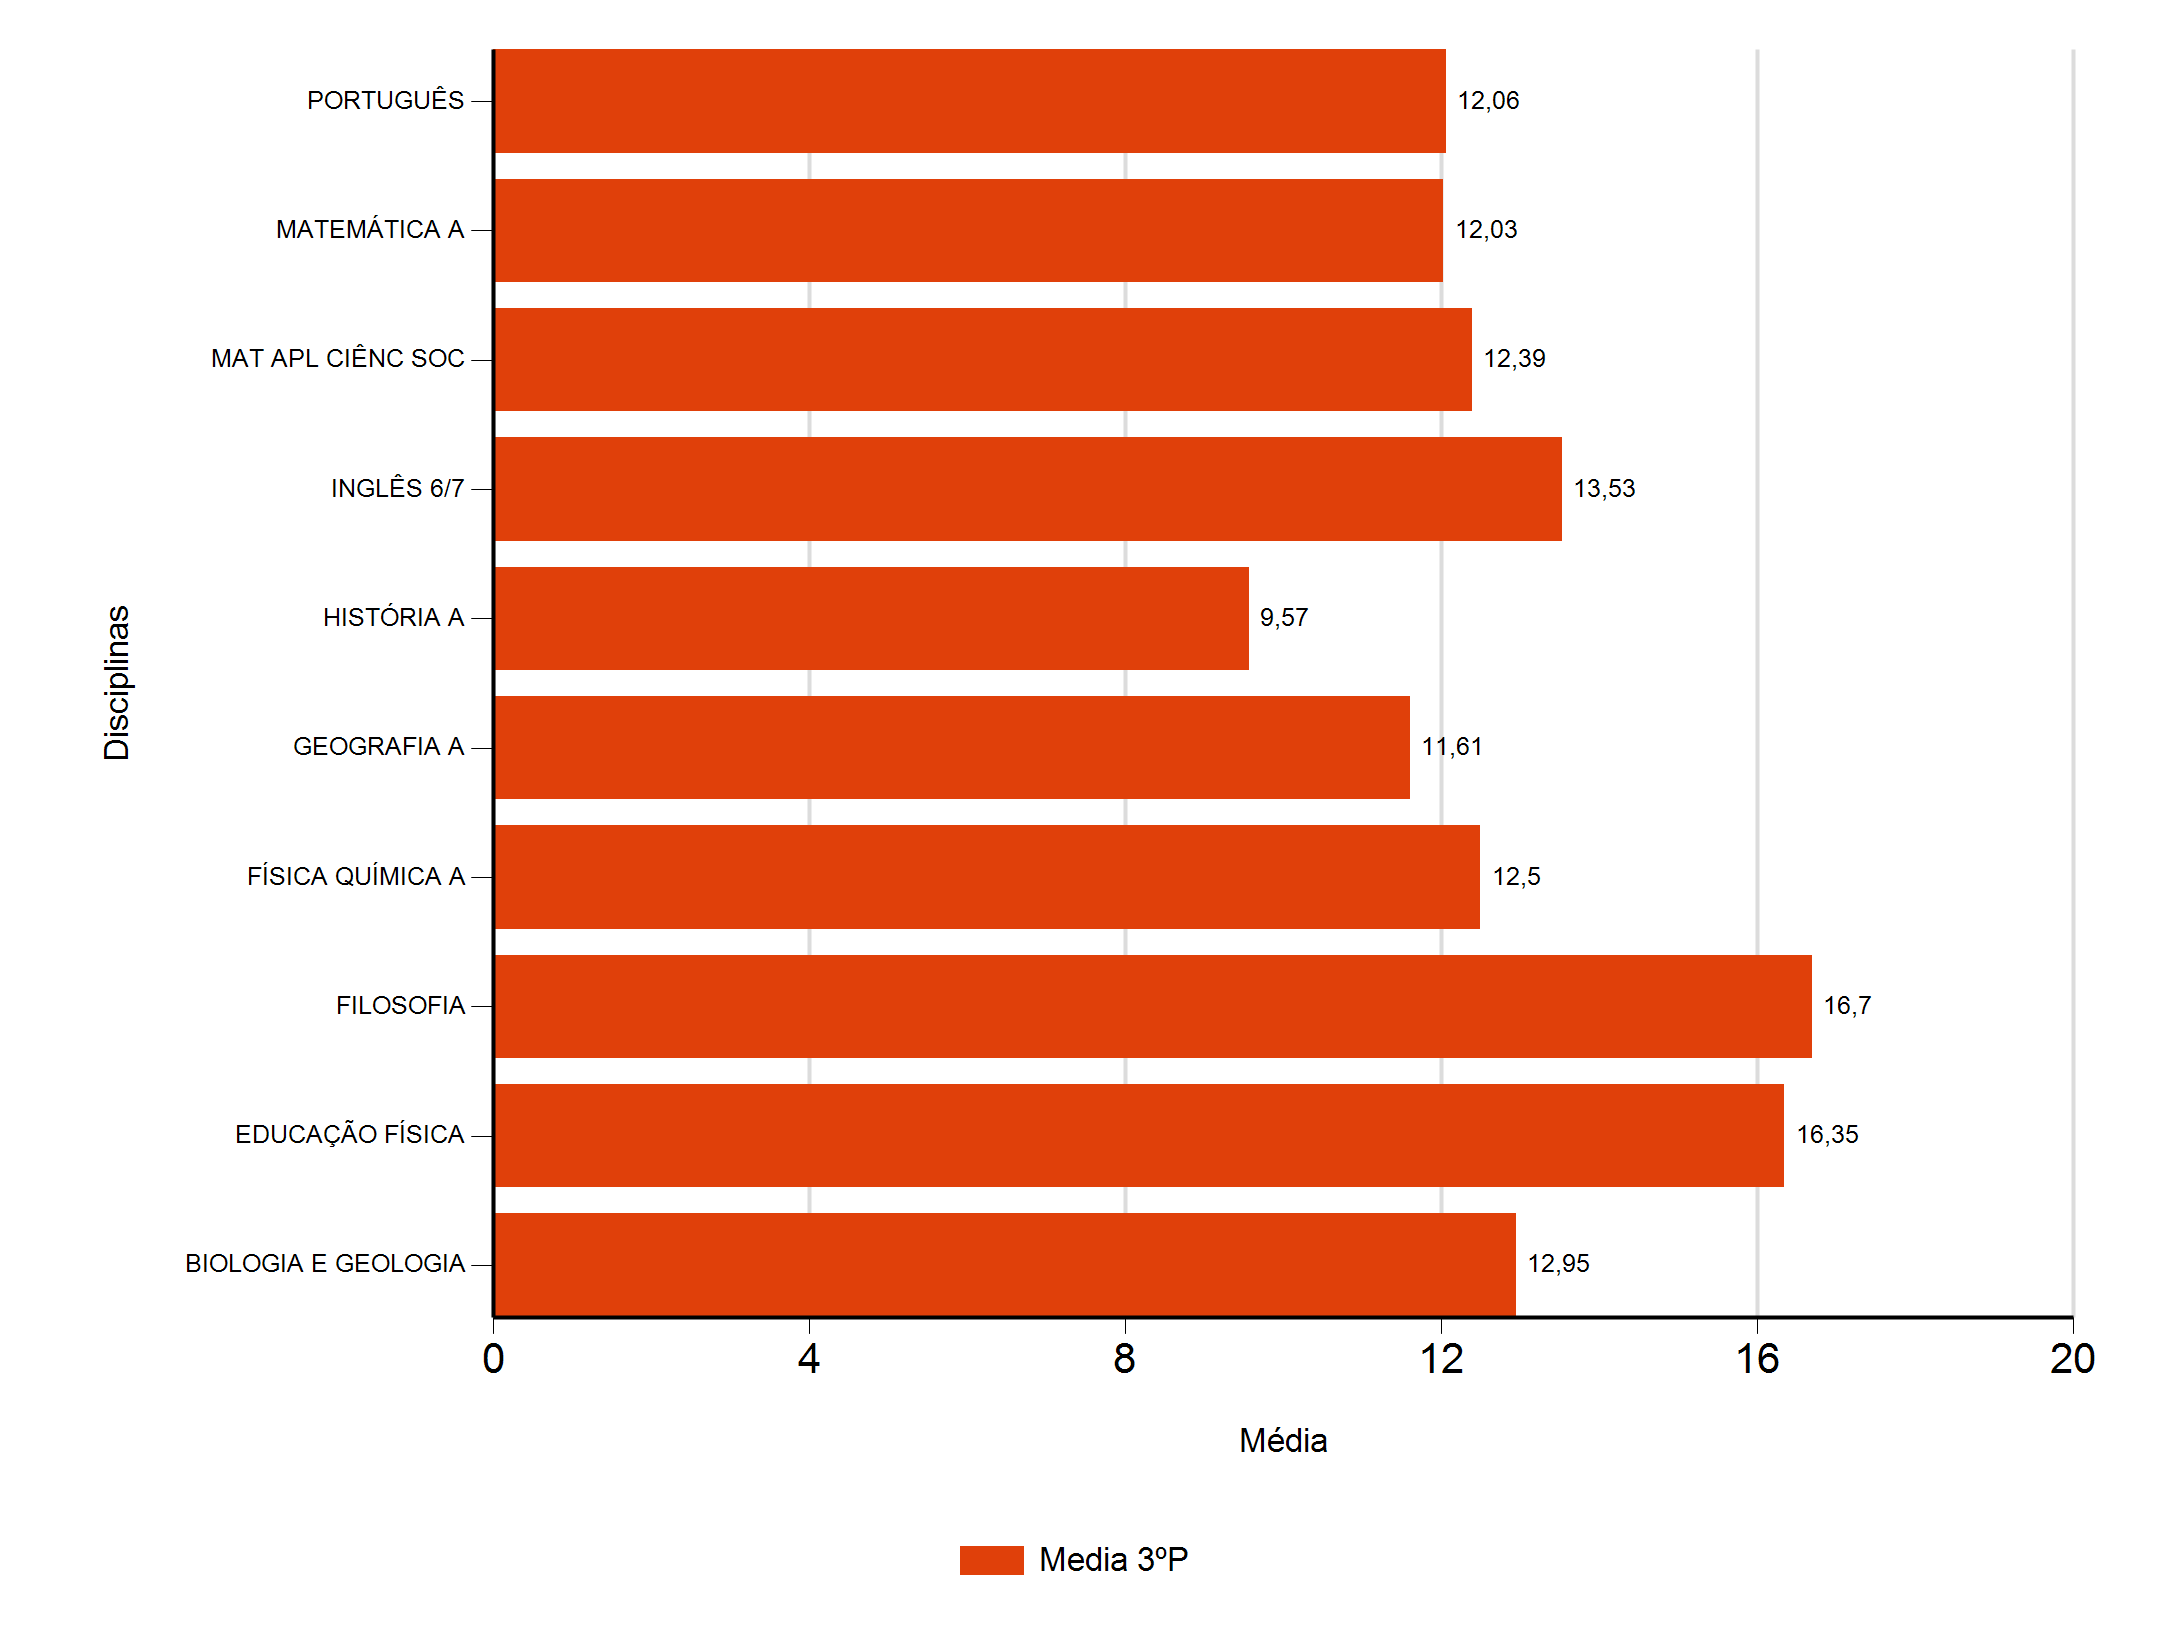 PORTUGUÊS 12,06
MATEMÁTICA A 12,03
MAT APL CIÊNC SOC 12,39
INGLÊS 6/7 13,53
HISTÓRIA A 9,57
GEOGRAFIA A 11,61
FÍSICA QUÍMICA A 12,5
FILOSOFIA 16,7
EDUCAÇÃO FÍSICA 16,35
BIOLOGIA E GEOLOGIA 12,95
Disciplinas
0 4 8 12 16 20
Média
Media 3ºP